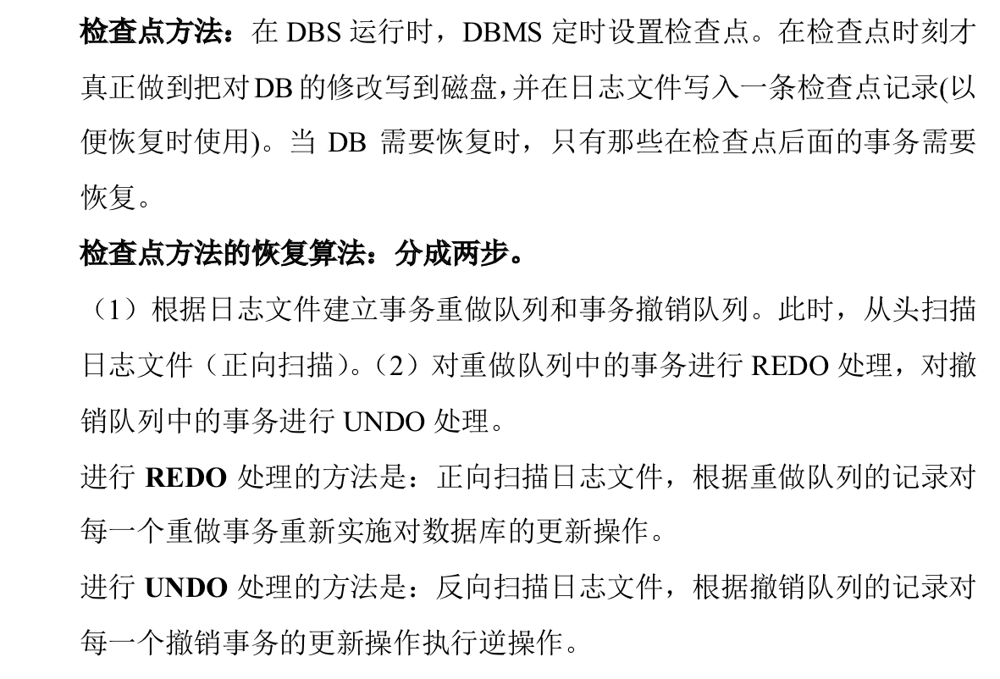 检查点方法：在 DBS 运行时，DBMS 定时设置检查点。在检查点时刻才
真正做到把对DB的修改写到磁盘，并在日志文件写入一条检查点记录(以
便恢复时使用)。当 DB 需要恢复时，只有那些在检查点后面的事务需要
恢复。
检查点方法的恢复算法：分成两步。
（1）根据日志文件建立事务重做队列和事务撤销队列。此时，从头扫描
日志文件（正向扫描）。（2）对重做队列中的事务进行 REDO 处理，对撤
销队列中的事务进行 UNDO 处理。
进行 REDO 处理的方法是：正向扫描日志文件，根据重做队列的记录对
每一个重做事务重新实施对数据库的更新操作。
进行 UNDO 处理的方法是：反向扫描日志文件，根据撤销队列的记录对
每一个撤销事务的更新操作执行逆操作。